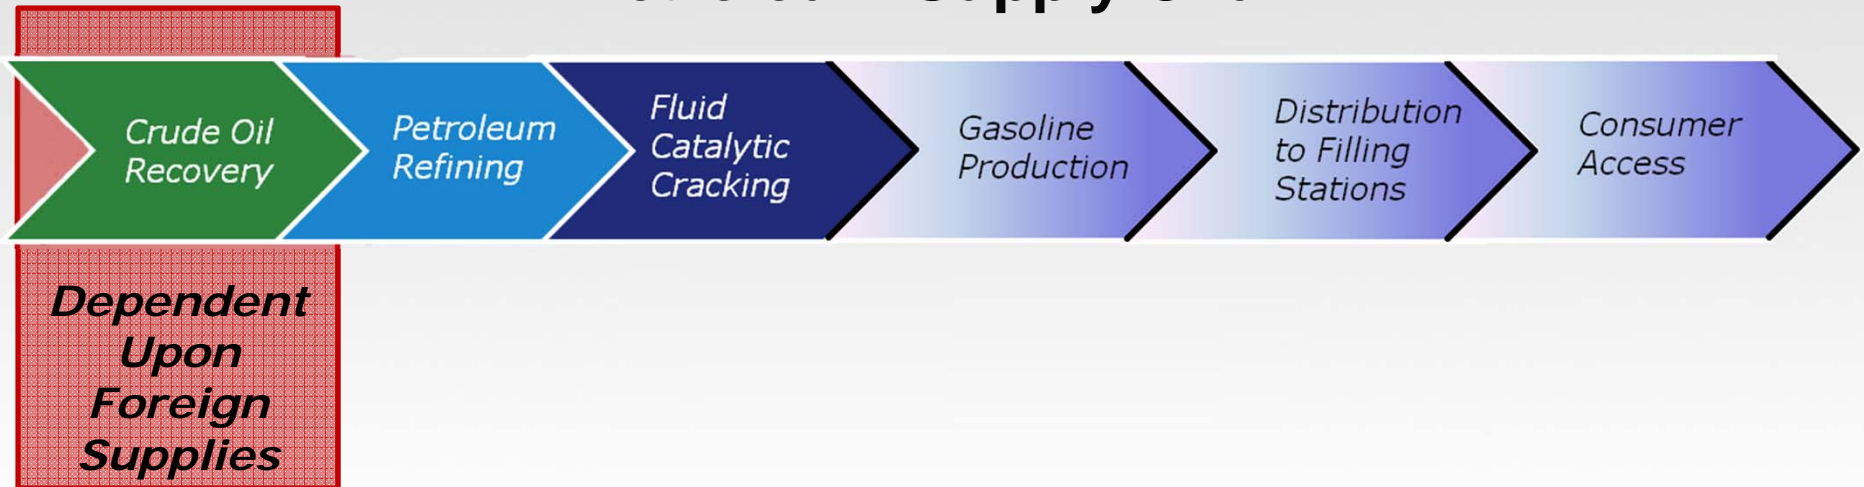 Supply
Crude Oil
Recovery
Petroleum
Refining
Fluid
Catalytic
Cracking
Gasoline
Production
Distribution
to Filling
Stations
Consumer
Access
Dependent
Upon
Foreign
Supplies